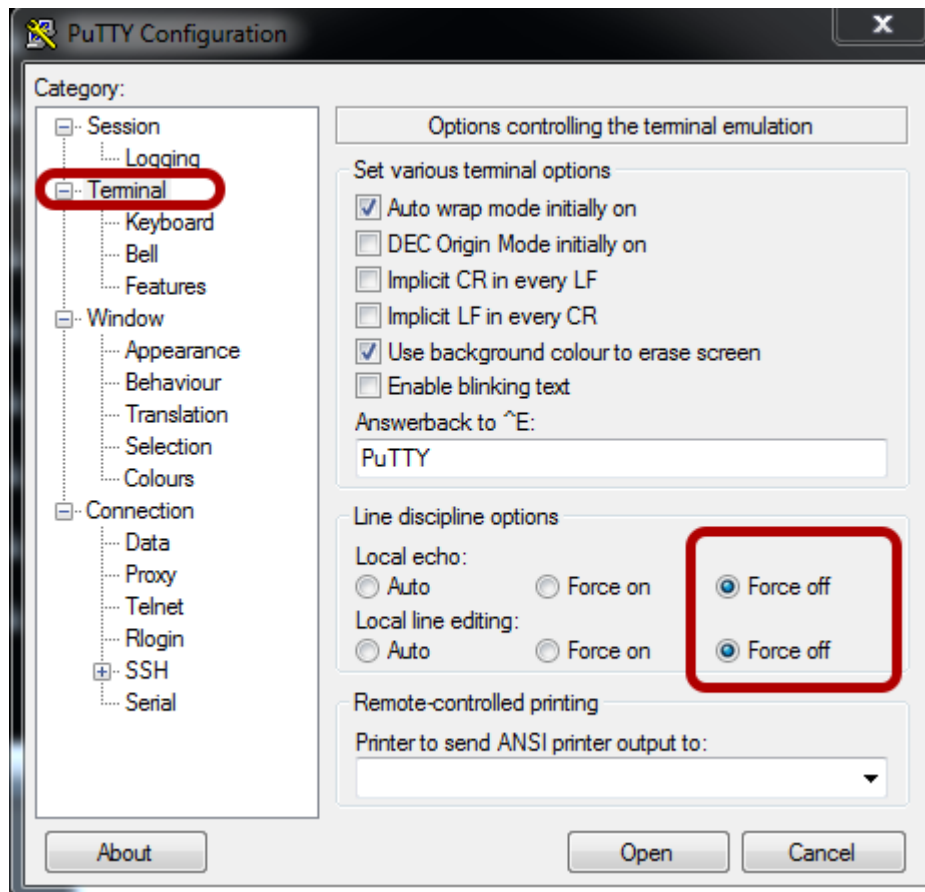 PuTTY Configuration
x
Category:
Session
Logging
Terminal
Keyboard
Bell
Features
Window
Appearance
Behaviour
Translation
Selection
Colours
Connection
Data
Proxy
Telnet
Rlogin
SSH
Serial
Options controlling the terminal emulation
Set various terminal options
Auto wrap mode initially on
DEC Origin Mode initially on
Implicit CR in every LF
Implicit LF in every CR
Use background colour to erase screen
Enable blinking text
Answerback to ^E:
PuTTY
Line discipline options
Local echo:
Auto Force on Force off
Local line editing:
Auto Force on Force off
Remote-controlled printing
Printer to send ANSI printer output to:
About Open Cancel